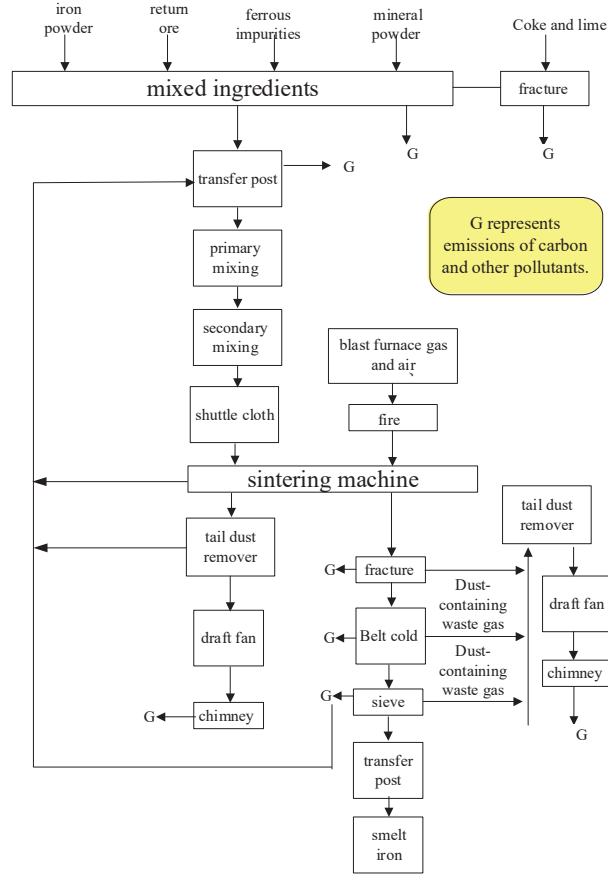 iron
powder
return
ore
ferrous
impurities
mineral
powder
Coke and lime
mixed ingredients
fracture
G
G
transfer post
G
G represents
emissions of carbon
and other pollutants.
primary
mixing
secondary
mixing
blast furnace gas
and air
shuttle cloth
fire
sintering machine
tail dust
remover
tail dust
remover
G
fracture
Dust-
containing
waste gas
draft fan
G
Belt cold
draft fan
Dust-
containing
waste gas
chimney
G
sieve
G
chimney
G
transfer
post
smelt
iron